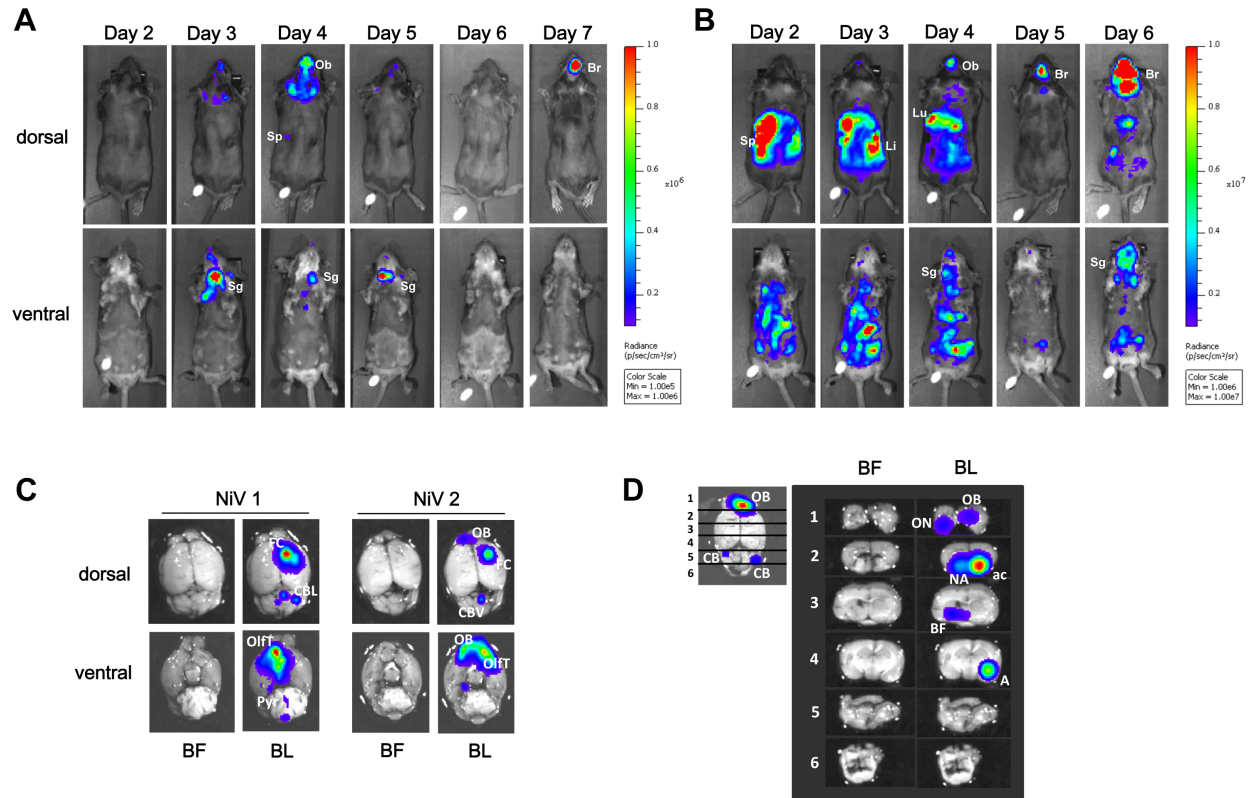 A
Day 2 Day 3 Day 4 Day 5 Day 6 Day 7
dorsal
Ob
Sp
Br
ventral
Sg
Sg
Sg
1.0
0.8
0.6
x10⁶
0.4
0.2
Radiance
(p/sec/cm²/sr)
Color Scale
Min = 1.00e5
Max = 1.00e6
B
Day 2 Day 3 Day 4 Day 5 Day 6
Sp
Li
Ob
Lu
Br
Br
Sg
Sg
1.0
0.8
0.6
x10⁷
0.4
0.2
Radiance
(p/sec/cm²/sr)
Color Scale
Min = 1.00e6
Max = 1.00e7
C
NiV 1 NiV 2
dorsal
FC
CBL
OB
FC
CBV
ventral
OlfT
Pyr
OB
OlfT
BF BL BF BL
D
1
2
3
4
5
6
OB
CB
CB
BF BL
1
ON
OB
2
NA
ac
3
BF
4
A
5
6